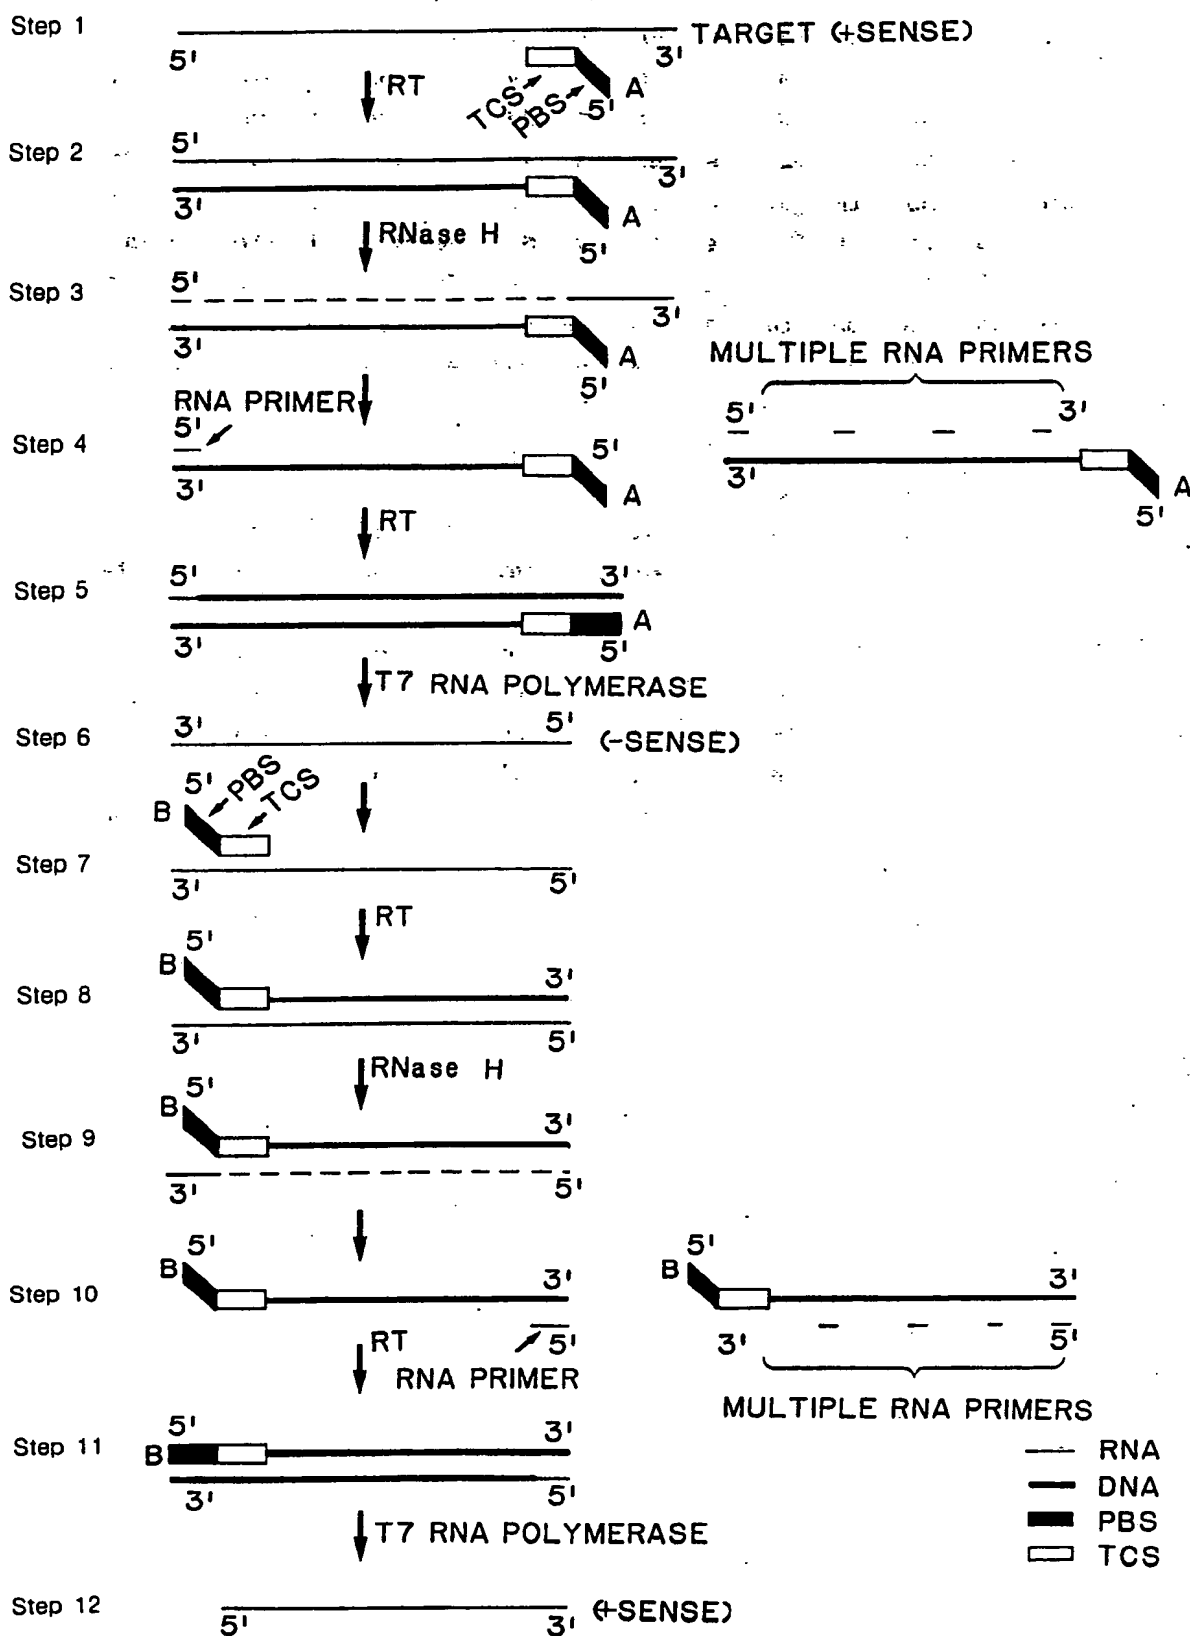 Step 1
TARGET (+SENSE)
5' 3'
RT
TCS PBS 5' A
Step 2
5' 3'
3' A
5'
RNase H
Step 3
5' 3'
3' A
5'
MULTIPLE RNA PRIMERS
RNA PRIMER
Step 4
5' 5'
3' A
5' 3'
3' A
5'
RT
Step 5
5' 3'
A
3' 5'
T7 RNA POLYMERASE
Step 6
3' 5' (-SENSE)
5' PBS TCS
B
Step 7
3' 5'
RT
5'
B 3'
Step 8
3' 5'
RNase H
5'
B 3'
Step 9
3' 5'
5'
B 3'
Step 10
5'
RT
RNA PRIMER
5'
B 3'
3' 5'
MULTIPLE RNA PRIMERS
Step 11
5' 3'
B
3' 5'
T7 RNA POLYMERASE
RNA
DNA
PBS
TCS
Step 12
5' 3' (+SENSE)